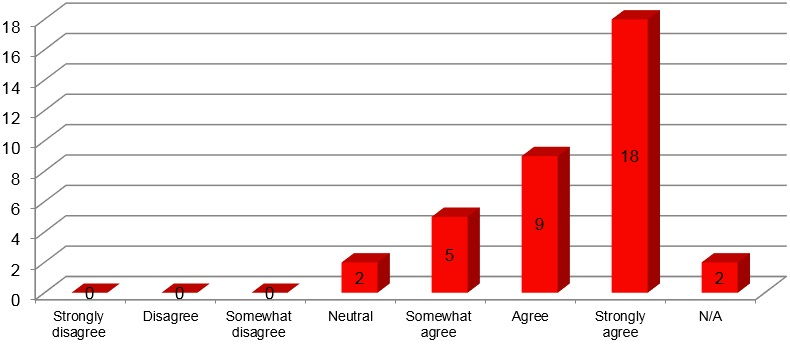 18
16
14
12
10
8
6
4
2
0
0 0 0 2 5 9 18 2
Strongly disagree
Disagree
Somewhat disagree
Neutral
Somewhat agree
Agree
Strongly agree
N/A